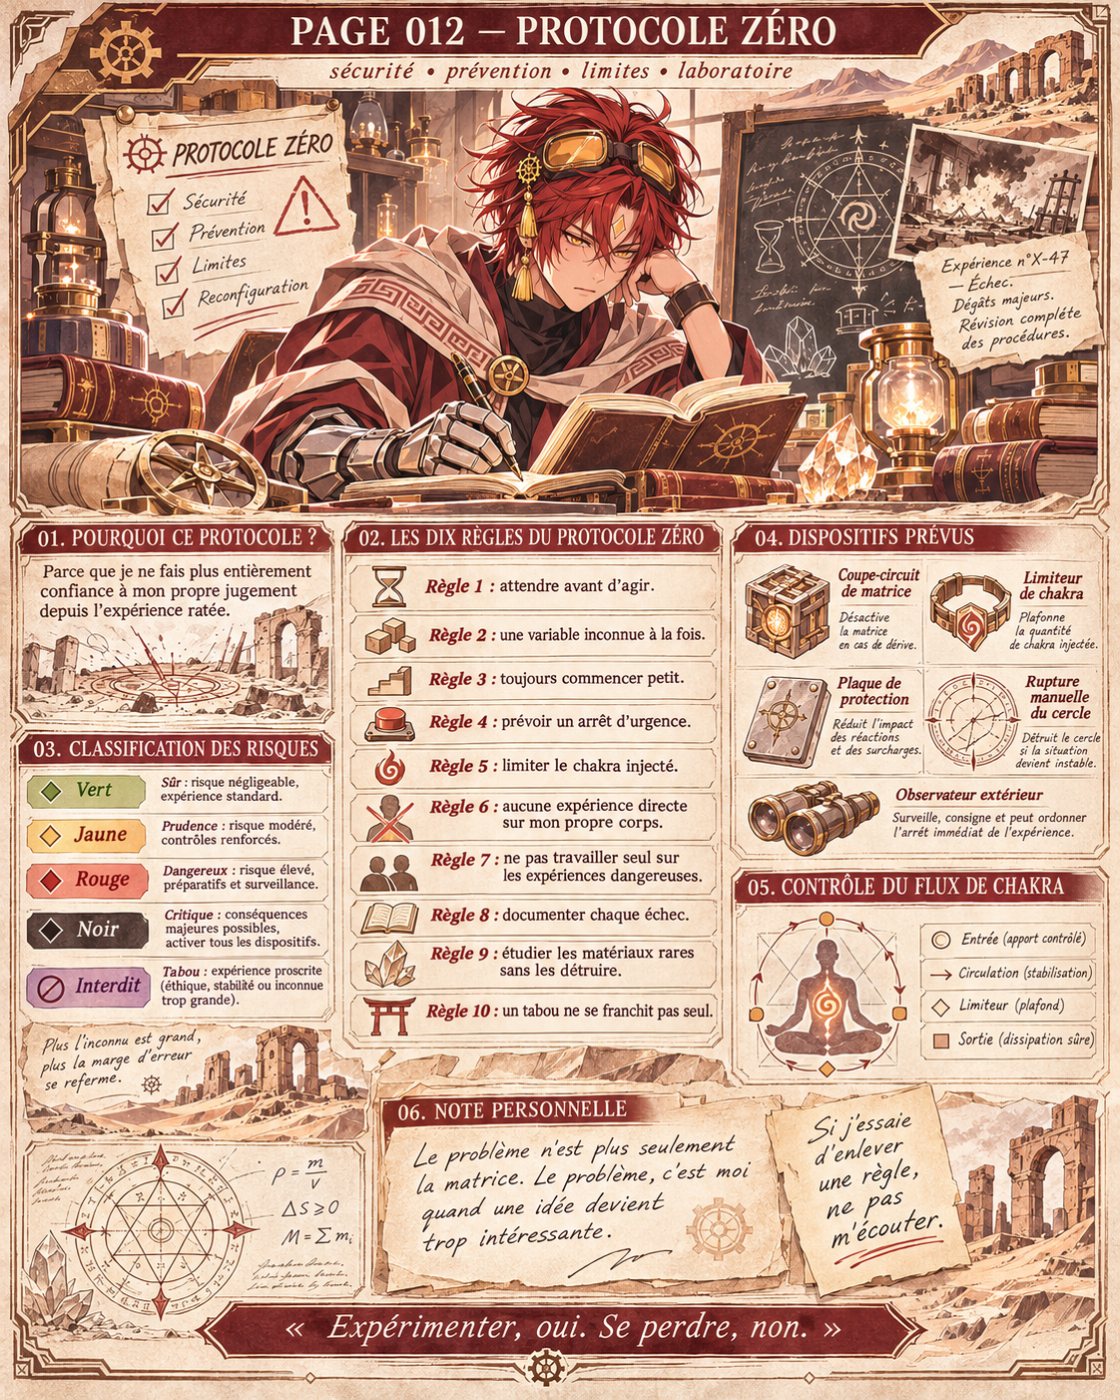 PAGE 012 — PROTOCOLE ZÉRO
sécurité • prévention • limites • laboratoire
PROTOCOLE ZÉRO
Sécurité
Prévention
Limites
Reconfiguration
Expérience n°X-47
— Échec.
Dégâts majeurs.
Révision complète
des procédures.
01. POURQUOI CE PROTOCOLE ?
Parce que je ne fais plus entièrement
confiance à mon propre jugement
depuis l'expérience ratée.
02. LES DIX RÈGLES DU PROTOCOLE ZÉRO
Règle 1 : attendre avant d'agir.
Règle 2 : une variable inconnue à la fois.
Règle 3 : toujours commencer petit.
Règle 4 : prévoir un arrêt d'urgence.
Règle 5 : limiter le chakra injecté.
Règle 6 : aucune expérience directe
sur mon propre corps.
Règle 7 : ne pas travailler seul sur
les expériences dangereuses.
Règle 8 : documenter chaque échec.
Règle 9 : étudier les matériaux rares
sans les détruire.
Règle 10 : un tabou ne se franchit pas seul.
03. CLASSIFICATION DES RISQUES
Vert
Sûr : risque négligeable,
expérience standard.
Jaune
Prudence : risque modéré,
contrôles renforcés.
Rouge
Dangereux : risque élevé,
préparatifs et surveillance.
Noir
Critique : conséquences
majeures possibles,
activer tous les dispositifs.
Interdit
Tabou : expérience proscrite
(éthique, stabilité ou inconnue
trop grande).
Plus l'inconnu est grand,
plus la marge d'erreur
se referme.
04. DISPOSITIFS PRÉVUS
Coupe-circuit
de matrice
Désactive
la matrice
en cas de dérive.
Limiteur
de chakra
Plafonne
la quantité
de chakra injectée.
Plaque de
protection
Réduit l'impact
des réactions
et des surcharges.
Rupture
manuelle
du cercle
Détruit le cercle
si la situation
devient instable.
Observateur extérieur
Surveille, consigne et peut ordonner
l'arrêt immédiat de l'expérience.
05. CONTRÔLE DU FLUX DE CHAKRA
Entrée (apport contrôlé)
Circulation (stabilisation)
Limiteur (plafond)
Sortie (dissipation sûre)
ρ = m/v
ΔS ≥ 0
M = Σ mᵢ
06. NOTE PERSONNELLE
Le problème n'est plus seulement
la matrice. Le problème, c'est moi
quand une idée devient
trop intéressante.
Si j'essaie
d'enlever
une règle,
ne pas
m'écouter.
« Expérimenter, oui. Se perdre, non. »